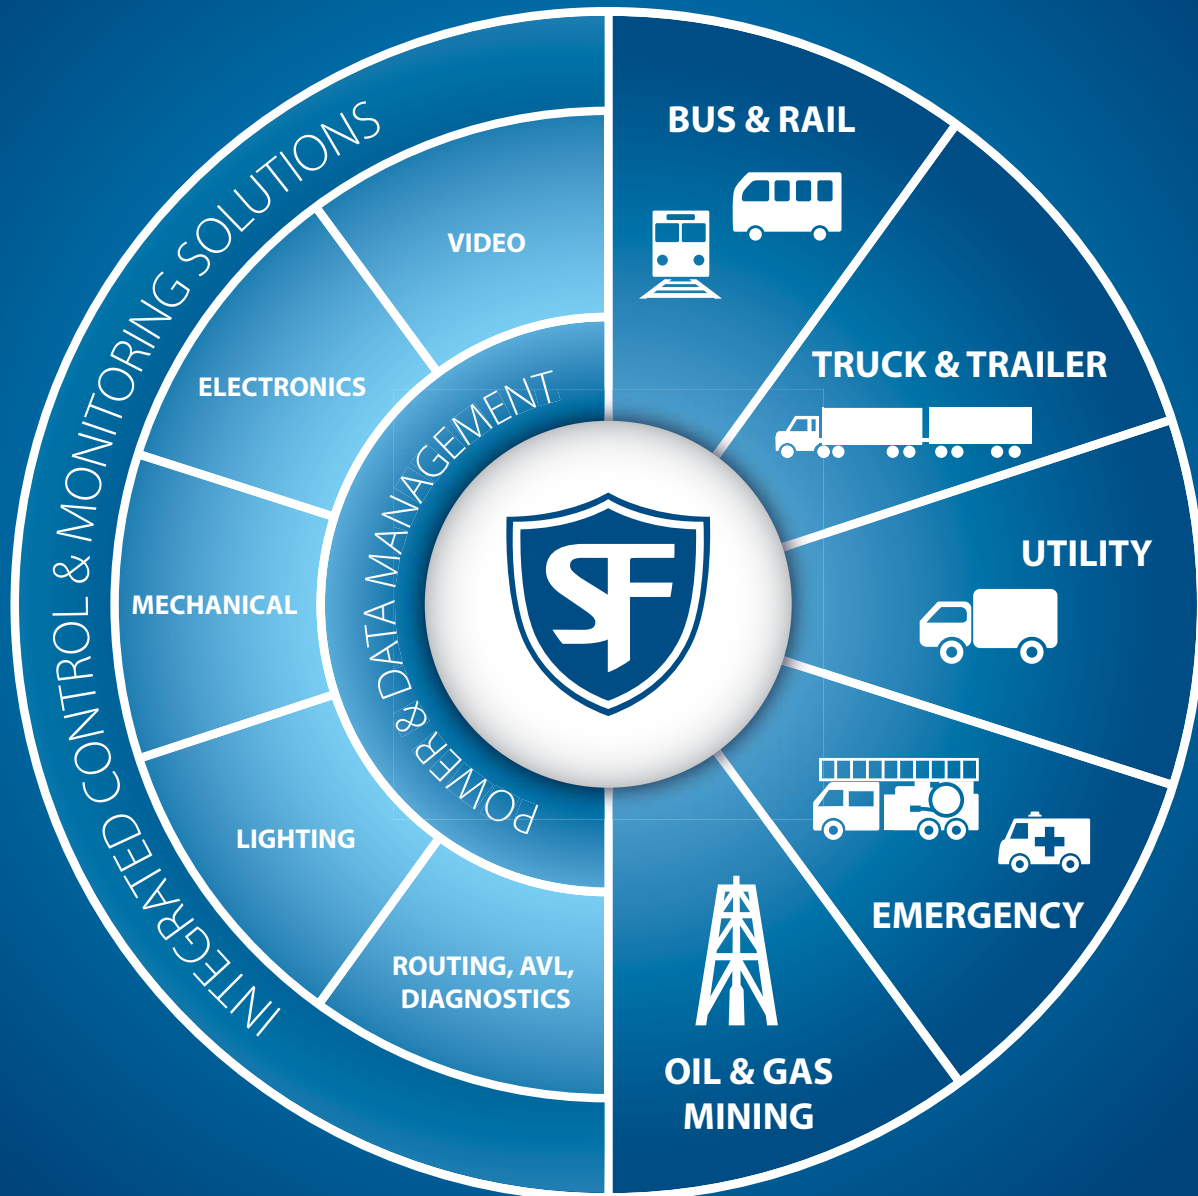 INTEGRATED CONTROL & MONITORING SOLUTIONS
VIDEO
ELECTRONICS
MECHANICAL
LIGHTING
ROUTING, AVL,
DIAGNOSTICS
POWER & DATA MANAGEMENT
SF
BUS & RAIL
TRUCK & TRAILER
UTILITY
EMERGENCY
OIL & GAS
MINING